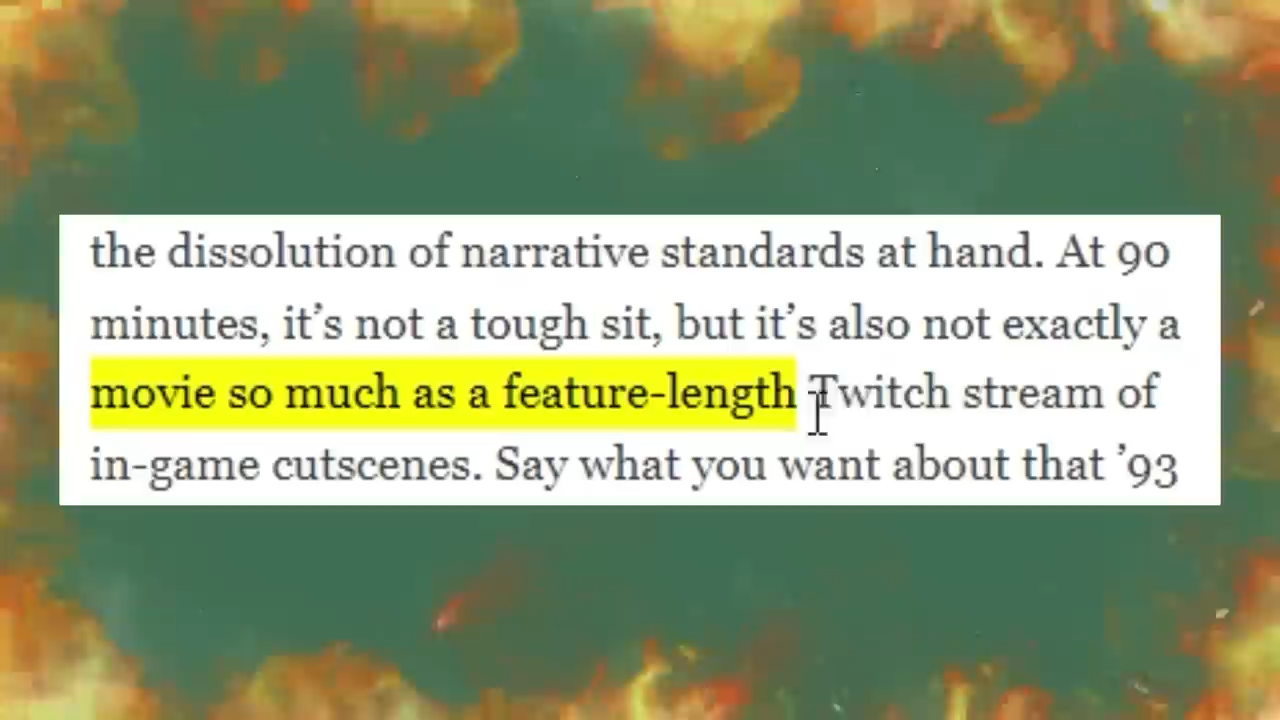 the dissolution of narrative standards at hand. At 90
minutes, it’s not a tough sit, but it’s also not exactly a
movie so much as a feature-length Twitch stream of
in-game cutscenes. Say what you want about that ’93